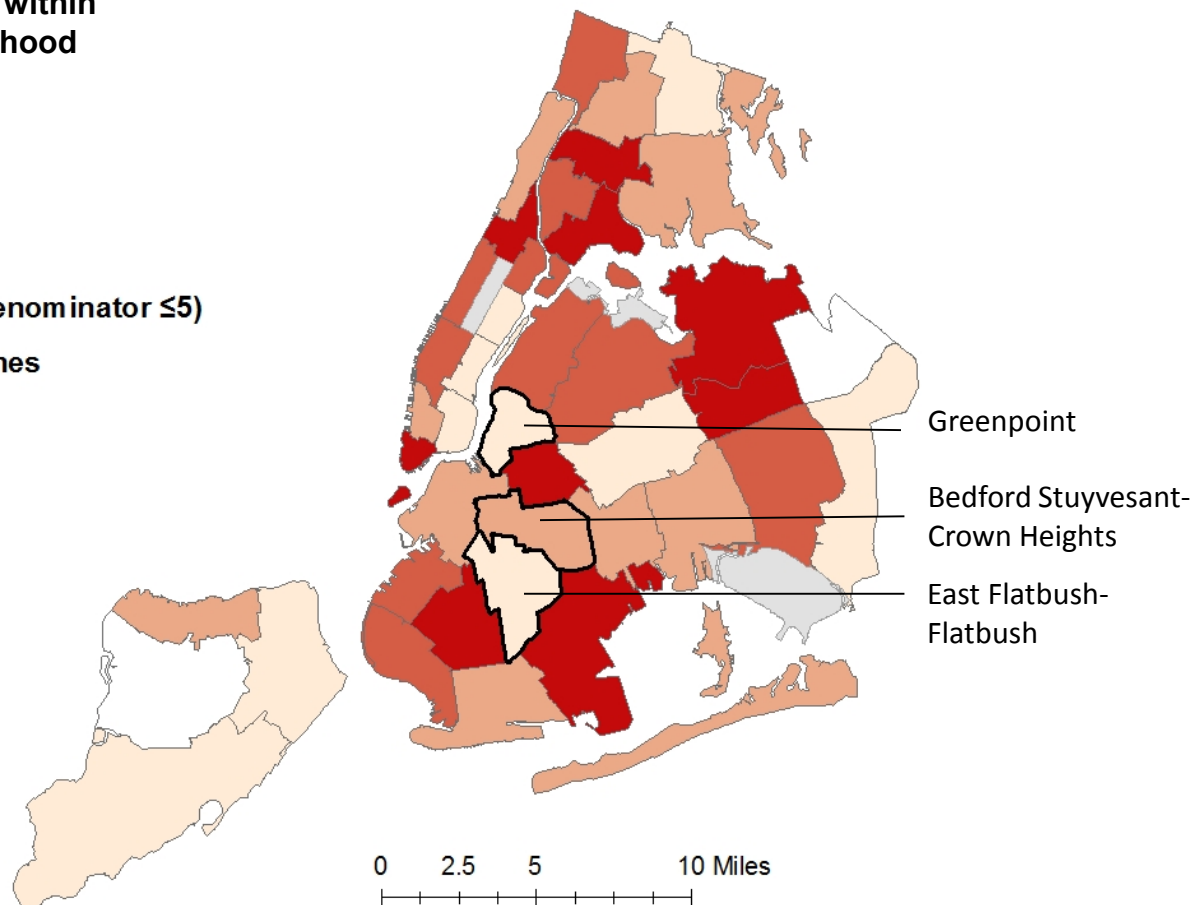 within
hood
enominator ≤5)
nes
Greenpoint
Bedford Stuyvesant-
Crown Heights
East Flatbush-
Flatbush
0 2.5 5 10 Miles